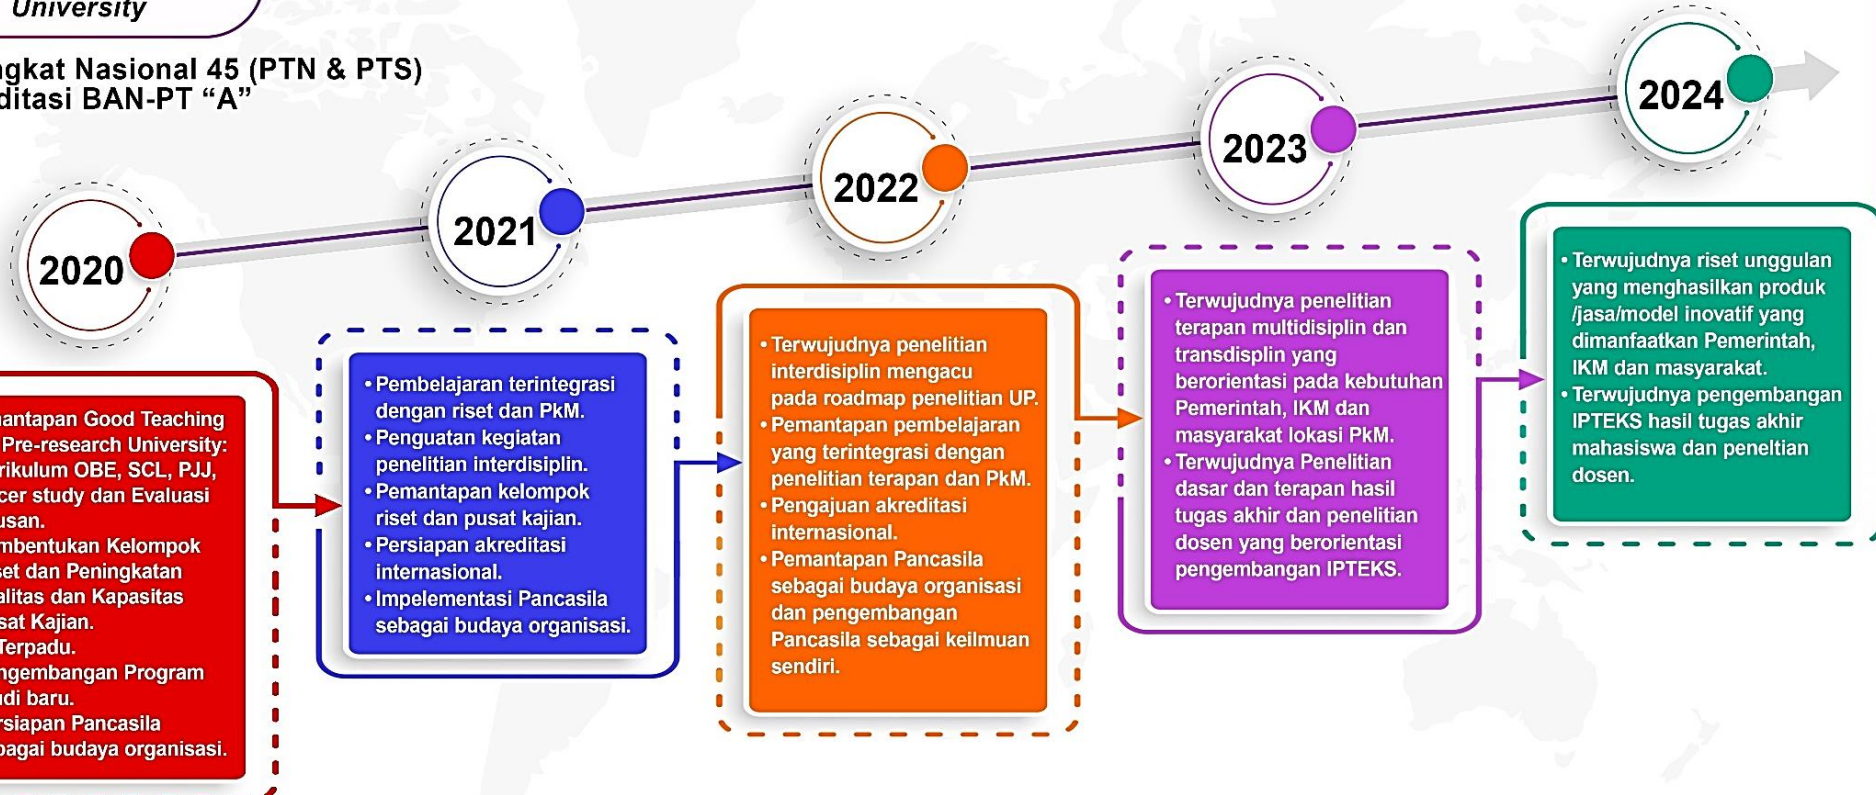 University
ngkat Nasional 45 (PTN & PTS)
ditasi BAN-PT “A”
2020
nantapan Good Teaching
Pre-research University:
rikulum OBE, SCL, PJJ,
cer study dan Evaluasi
usan.
mbentukan Kelompok
set dan Peningkatan
alitas dan Kapasitas
sat Kajian.
Terpadu.
ngembangan Program
udi baru.
rsiapan Pancasila
bagai budaya organisasi.
2021
• Pembelajaran terintegrasi
dengan riset dan PkM.
• Penguatan kegiatan
penelitian interdisiplin.
• Pemantapan kelompok
riset dan pusat kajian.
• Persiapan akreditasi
internasional.
• Impelementasi Pancasila
sebagai budaya organisasi.
2022
• Terwujudnya penelitian
interdisiplin mengacu
pada roadmap penelitian UP.
• Pemantapan pembelajaran
yang terintegrasi dengan
penelitian terapan dan PkM.
• Pengajuan akreditasi
internasional.
• Pemantapan Pancasila
sebagai budaya organisasi
dan pengembangan
Pancasila sebagai keilmuan
sendiri.
2023
• Terwujudnya penelitian
terapan multidisiplin dan
transdisplin yang
berorientasi pada kebutuhan
Pemerintah, IKM dan
masyarakat lokasi PkM.
• Terwujudnya Penelitian
dasar dan terapan hasil
tugas akhir dan penelitian
dosen yang berorientasi
pengembangan IPTEKS.
2024
• Terwujudnya riset unggulan
yang menghasilkan produk
/jasa/model inovatif yang
dimanfaatkan Pemerintah,
IKM dan masyarakat.
• Terwujudnya pengembangan
IPTEKS hasil tugas akhir
mahasiswa dan peneltian
dosen.